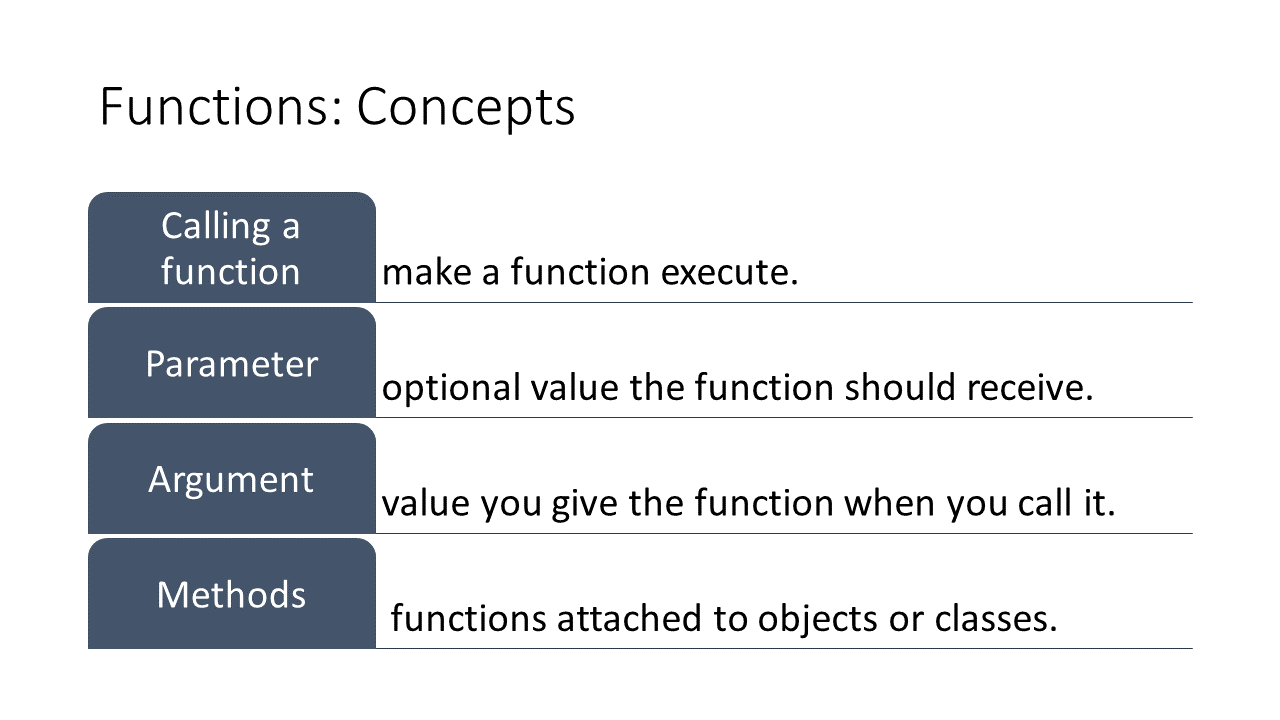 Functions: Concepts
Calling a
function
make a function execute.
Parameter
optional value the function should receive.
Argument
value you give the function when you call it.
Methods
functions attached to objects or classes.